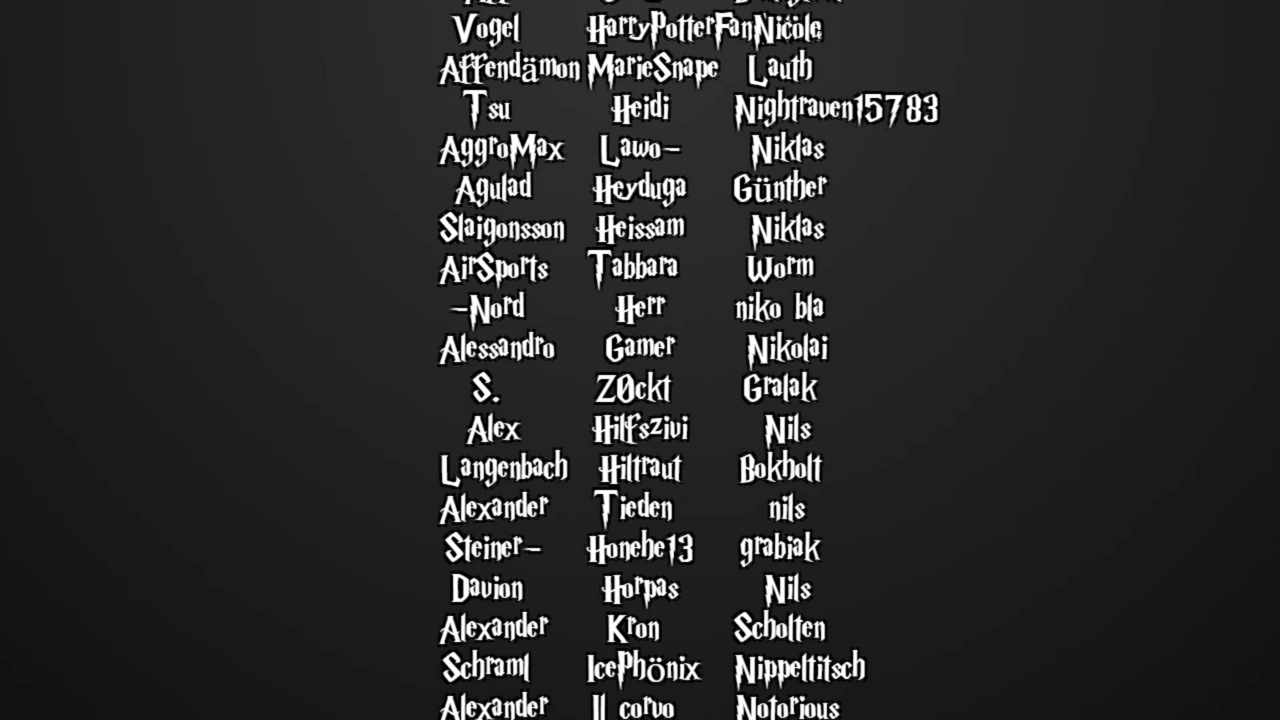 Vogel HarryPotterFanNicole
Affendämon MarieSnape Lauth
Tsu Heidi Nightraven15783
AggroMax Lawo- Niklas
Agulad Heyduga Günther
Slaigonsson Heissam Niklas
AirSports Tabbara Worm
-Nord Herr niko bla
Alessandro Gamer Nikolai
S. Z0ckt Gralak
Alex Hilfszivi Nils
Langenbach Hiltraut Bokholt
Alexander Tieden nils
Steiner- Honehe13 grabiak
Davion Horpas Nils
Alexander Kron Scholten
Schraml IcePhönix Nippeltitsch
Alexander Il corvo Notorious